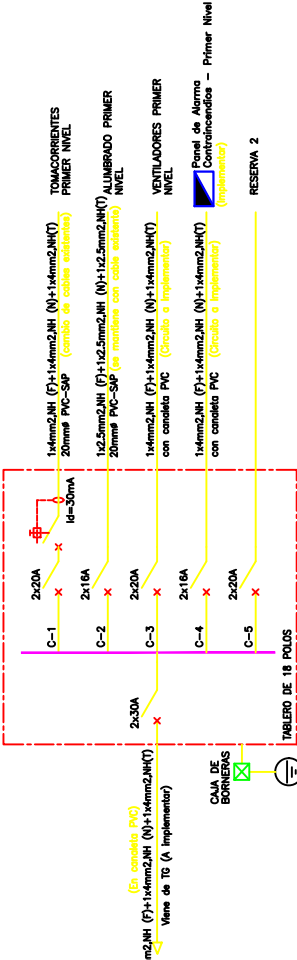 TOMACORRIENTES
PRIMER NIVEL
1x4mm2,NH (F)+1x4mm2,NH (N)+1x4mm2,NH(T)
20mmø PVC-SAP (cambio de cables existentes)
Id=30mA
2x20A
C-1
ALUMBRADO PRIMER
NIVEL
1x2.5mm2,NH (F)+1x2.5mm2,NH (N)+1x2.5mm2,NH(T)
20mmø PVC-SAP (se mantiene con cable existente)
2x16A
C-2
VENTILADORES PRIMER
NIVEL
1x4mm2,NH (F)+1x4mm2,NH (N)+1x4mm2,NH(T)
con canaleta PVC (Circuito a implementar)
2x20A
C-3
Panel de Alarma
Contraincendios - Primer Nivel
(Implementar)
1x4mm2,NH (F)+1x4mm2,NH (N)+1x4mm2,NH(T)
con canaleta PVC (Circuito a implementar)
2x16A
C-4
RESERVA 2
2x20A
C-5
TABLERO DE 18 POLOS
2x30A
(En canaleta PVC)
m2,NH (F)+1x4mm2,NH (N)+1x4mm2,NH(T)
Viene de TG (A implementar)
CAJA DE
BORNERAS